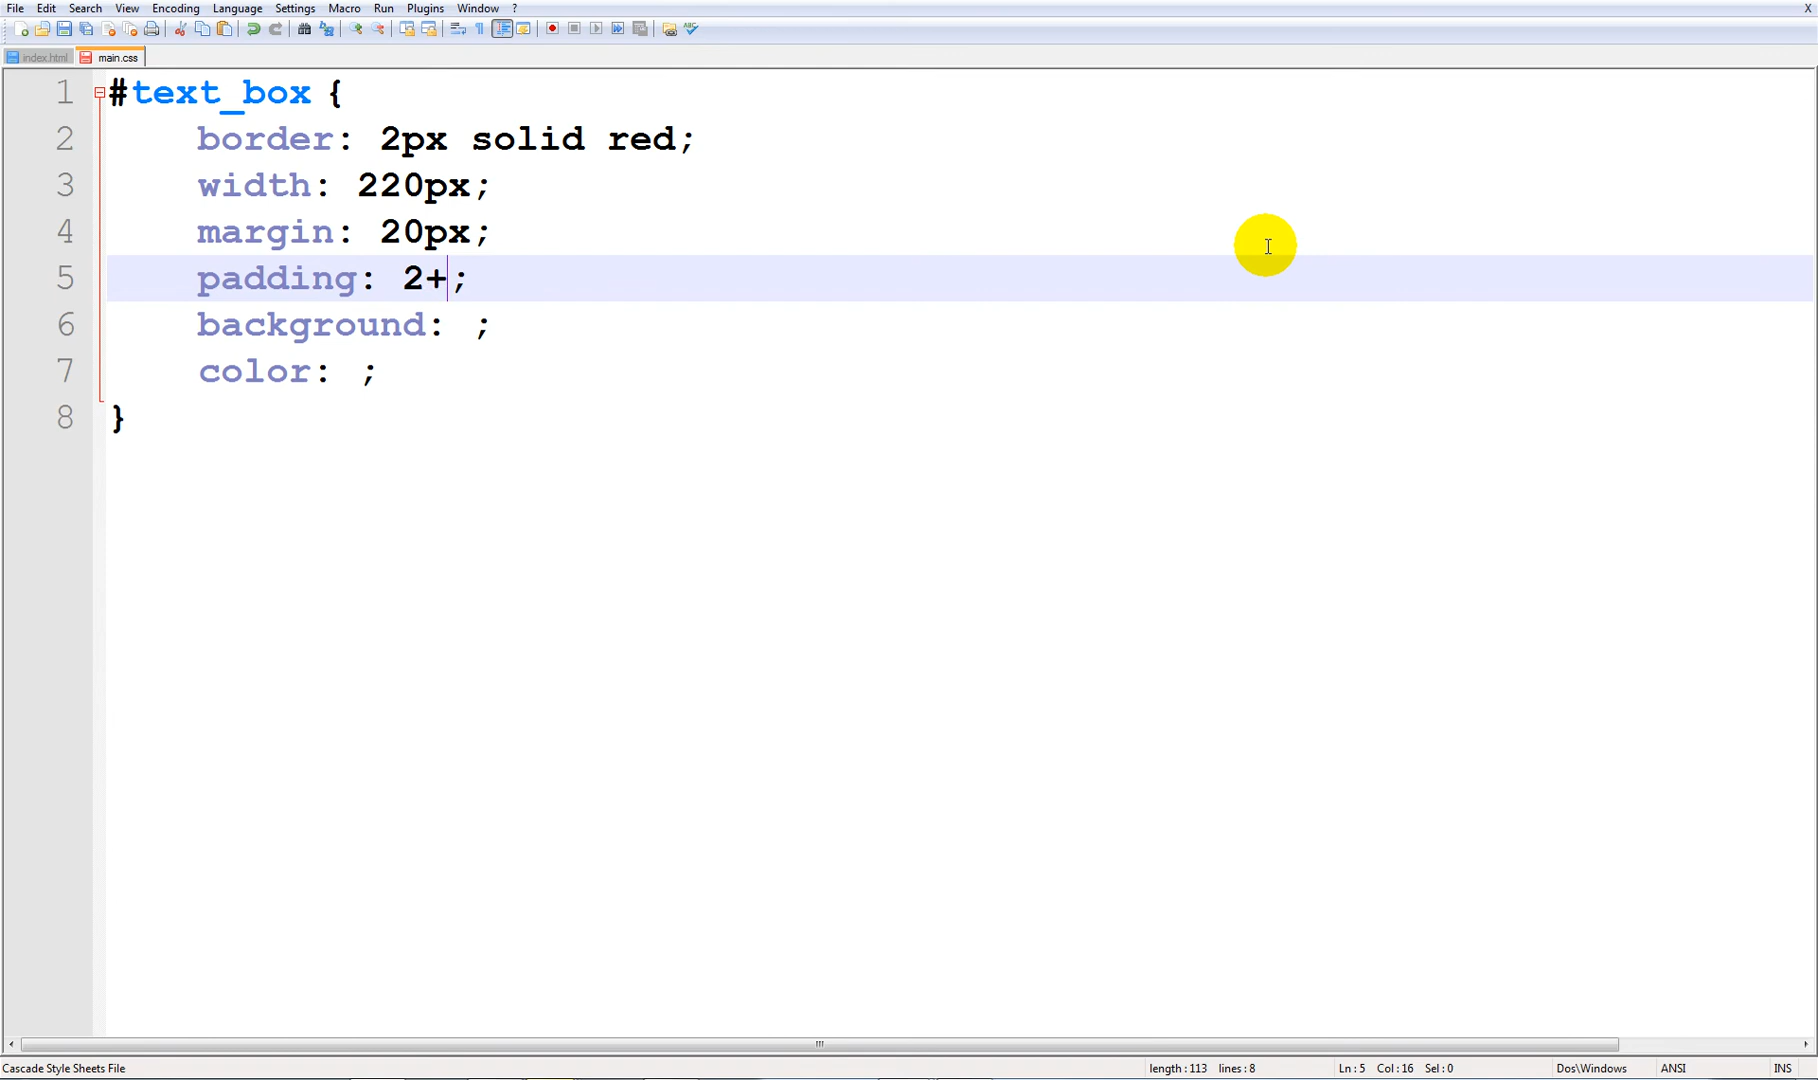 File Edit Search View Encoding Language Settings Macro Run Plugins Window ? X
index.html main.css
1 #text_box {
2 border: 2px solid red;
3 width: 220px;
4 margin: 20px;
5 padding: 2+;
6 background: ;
7 color: ;
8 }
Cascade Style Sheets File length : 113 lines : 8 Ln : 5 Col : 16 Sel : 0 Dos\Windows ANSI INS